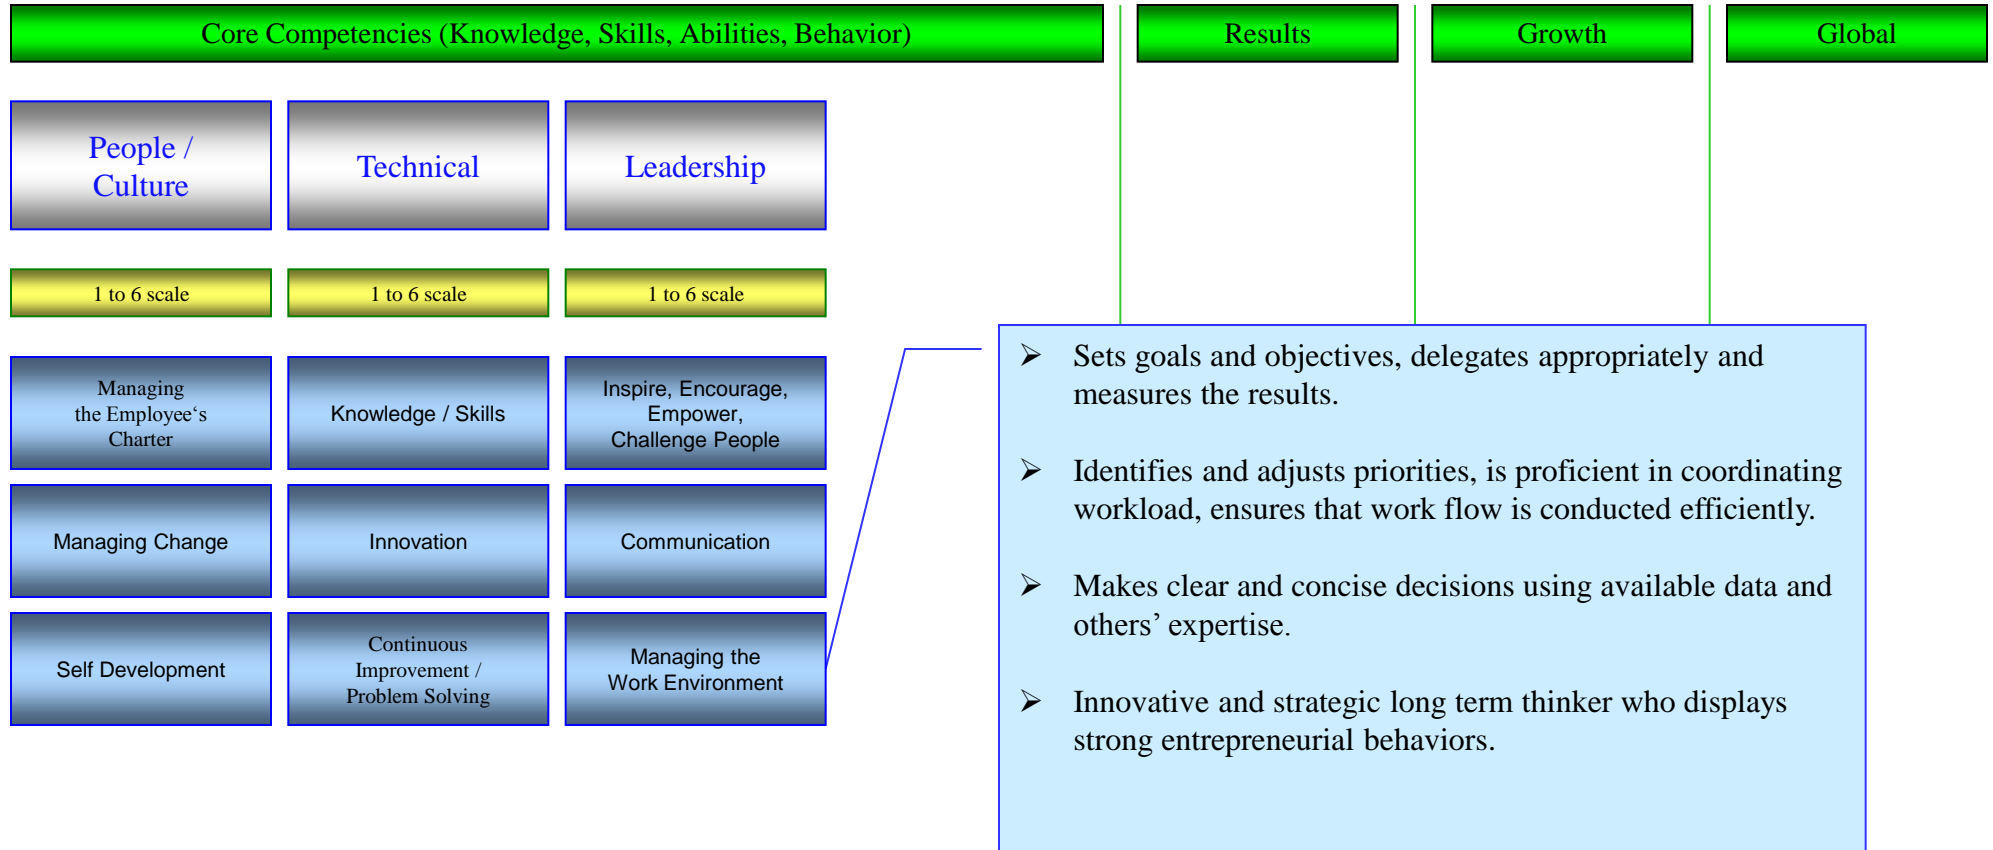 Core Competencies (Knowledge, Skills, Abilities, Behavior)
Results
Growth
Global
People /
Culture
Technical
Leadership
1 to 6 scale
1 to 6 scale
1 to 6 scale
Managing
the Employee‘s
Charter
Knowledge / Skills
Inspire, Encourage,
Empower,
Challenge People
Managing Change
Innovation
Communication
Self Development
Continuous
Improvement /
Problem Solving
Managing the
Work Environment
➢ Sets goals and objectives, delegates appropriately and
measures the results.
➢ Identifies and adjusts priorities, is proficient in coordinating
workload, ensures that work flow is conducted efficiently.
➢ Makes clear and concise decisions using available data and
others’ expertise.
➢ Innovative and strategic long term thinker who displays
strong entrepreneurial behaviors.